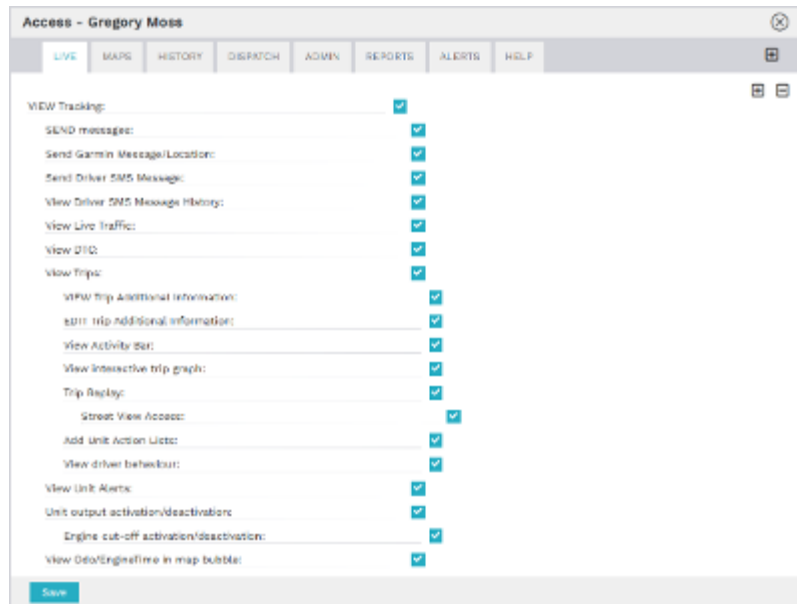 Access - Gregory Moss
LIVE MAPS HISTORY DISPATCH ADMIN REPORTS ALERTS HELP
VIEW Tracking:
SEND messages:
Send Garmin Message/Location:
Send Driver SMS Message:
View Driver SMS Message History:
View Live Traffic:
View DTC:
View Trips:
VIEW Trip Additional Information:
EDIT Trip Additional Information:
View Activity Bar:
View interactive trip graph:
Trip Replay:
Street View Access:
Add Unit Action Lists:
View driver behaviour:
View Unit Alerts:
Unit output activation/deactivation:
Engine cut-off activation/deactivation:
View Odo/EngineTime in map bubble:
Save